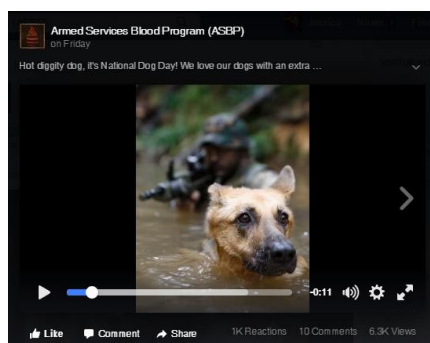 Armed Services Blood Program (ASBP)
on Friday
Hot diggity dog, it's National Dog Day! We love our dogs with an extra …
-0:11
Like Comment Share 1K Reactions 10 Comments 6.3K Views